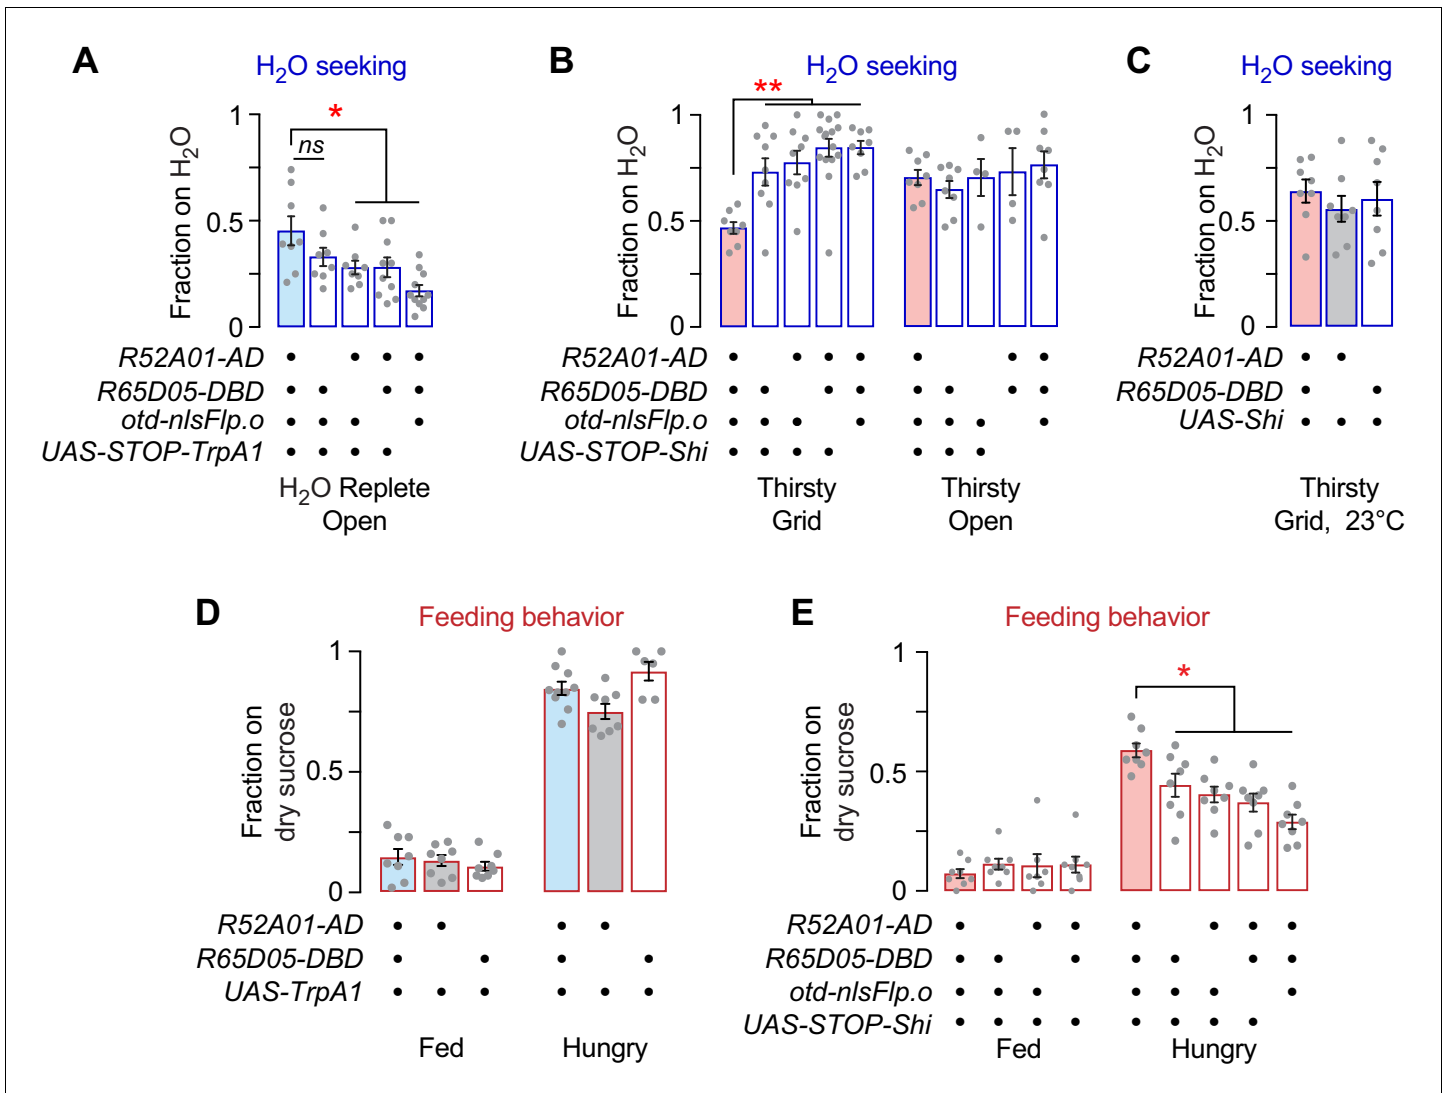 A
H2O seeking
*
ns
1
0.5
0
Fraction on H2O
R52A01-AD
R65D05-DBD
otd-nlsFlp.o
UAS-STOP-TrpA1
H2O Replete
Open
B
H2O seeking
**
1
0.5
0
Fraction on H2O
R52A01-AD
R65D05-DBD
otd-nlsFlp.o
UAS-STOP-Shi
Thirsty
Grid
Thirsty
Open
C
H2O seeking
1
0.5
0
Fraction on H2O
R52A01-AD
R65D05-DBD
UAS-Shi
Thirsty
Grid, 23°C
D
Feeding behavior
1
0.5
0
Fraction on
dry sucrose
R52A01-AD
R65D05-DBD
UAS-TrpA1
Fed
Hungry
E
Feeding behavior
*
1
0.5
0
Fraction on
dry sucrose
R52A01-AD
R65D05-DBD
otd-nlsFlp.o
UAS-STOP-Shi
Fed
Hungry